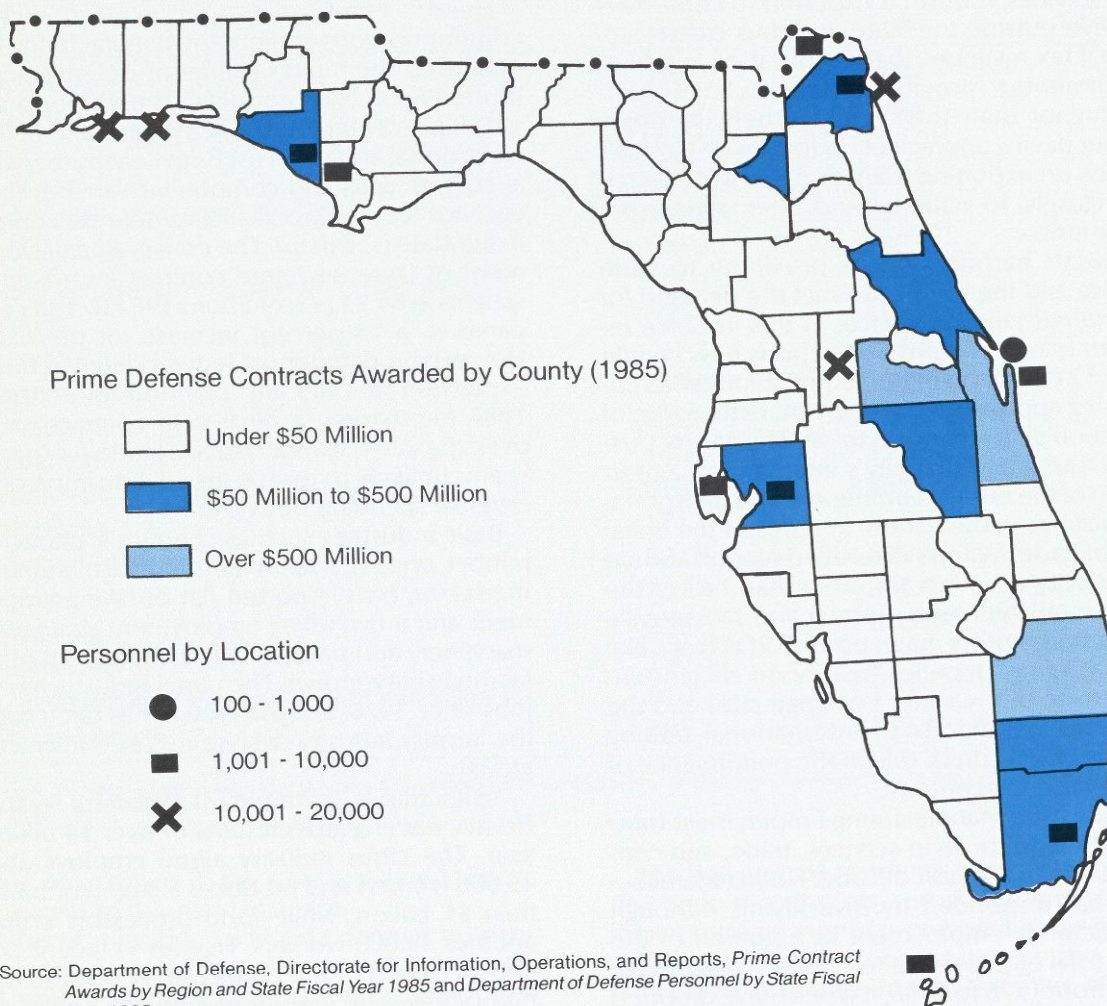 Prime Defense Contracts Awarded by County (1985)
Under $50 Million
$50 Million to $500 Million
Over $500 Million
Personnel by Location
100 - 1,000
1,001 - 10,000
10,001 - 20,000
Source: Department of Defense, Directorate for Information, Operations, and Reports, Prime Contract
Awards by Region and State Fiscal Year 1985 and Department of Defense Personnel by State Fiscal